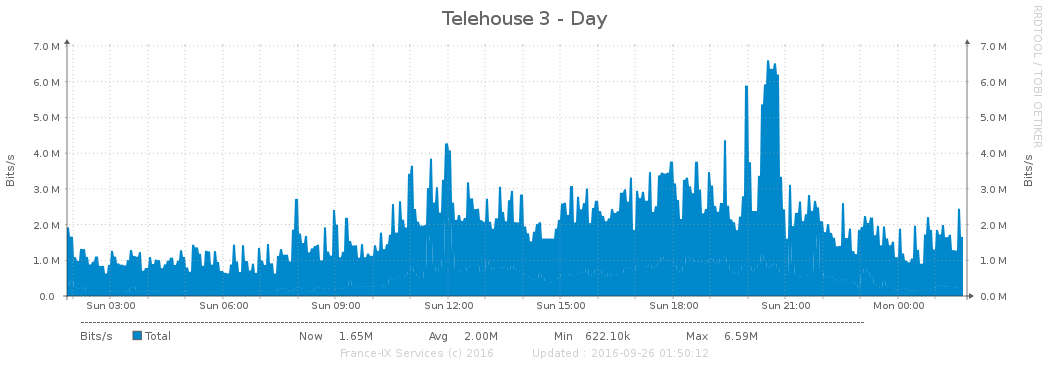 Telehouse 3 - Day
RRDTOOL / TOBI OETIKER
Bits/s
Bits/s
7.0 M 7.0 M
6.0 M 6.0 M
5.0 M 5.0 M
4.0 M 4.0 M
3.0 M 3.0 M
2.0 M 2.0 M
1.0 M 1.0 M
0.0 0.0 M
Sun 03:00 Sun 06:00 Sun 09:00 Sun 12:00 Sun 15:00 Sun 18:00 Sun 21:00 Mon 00:00
Bits/s Total Now 1.65M Avg 2.00M Min 622.10k Max 6.59M
France-IX Services (c) 2016 Updated : 2016-09-26 01:50:12